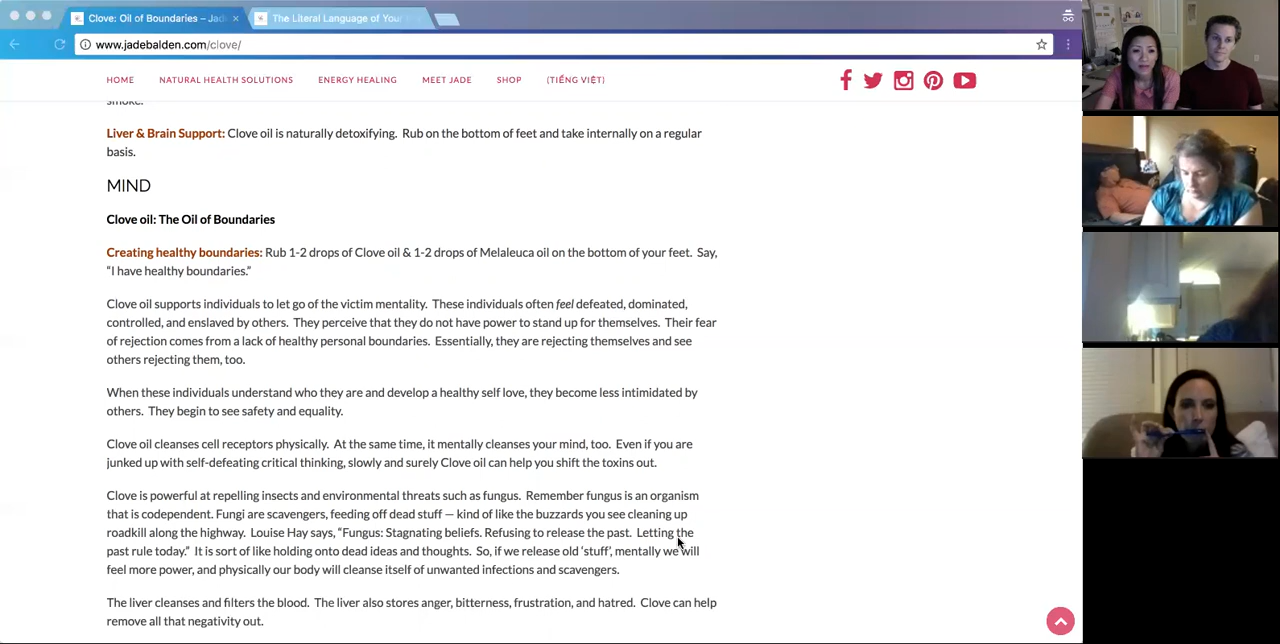 Clove: Oil of Boundaries – Jad
The Literal Language of Your
www.jadebalden.com/clove/
HOME NATURAL HEALTH SOLUTIONS ENERGY HEALING MEET JADE SHOP (TIẾNG VIỆT)
smoke.
Liver & Brain Support: Clove oil is naturally detoxifying. Rub on the bottom of feet and take internally on a regular
basis.
MIND
Clove oil: The Oil of Boundaries
Creating healthy boundaries: Rub 1-2 drops of Clove oil & 1-2 drops of Melaleuca oil on the bottom of your feet. Say,
“I have healthy boundaries.”
Clove oil supports individuals to let go of the victim mentality. These individuals often feel defeated, dominated,
controlled, and enslaved by others. They perceive that they do not have power to stand up for themselves. Their fear
of rejection comes from a lack of healthy personal boundaries. Essentially, they are rejecting themselves and see
others rejecting them, too.
When these individuals understand who they are and develop a healthy self love, they become less intimidated by
others. They begin to see safety and equality.
Clove oil cleanses cell receptors physically. At the same time, it mentally cleanses your mind, too. Even if you are
junked up with self-defeating critical thinking, slowly and surely Clove oil can help you shift the toxins out.
Clove is powerful at repelling insects and environmental threats such as fungus. Remember fungus is an organism
that is codependent. Fungi are scavengers, feeding off dead stuff — kind of like the buzzards you see cleaning up
roadkill along the highway. Louise Hay says, “Fungus: Stagnating beliefs. Refusing to release the past. Letting the
past rule today.” It is sort of like holding onto dead ideas and thoughts. So, if we release old ‘stuff’, mentally we will
feel more power, and physically our body will cleanse itself of unwanted infections and scavengers.
The liver cleanses and filters the blood. The liver also stores anger, bitterness, frustration, and hatred. Clove can help
remove all that negativity out.